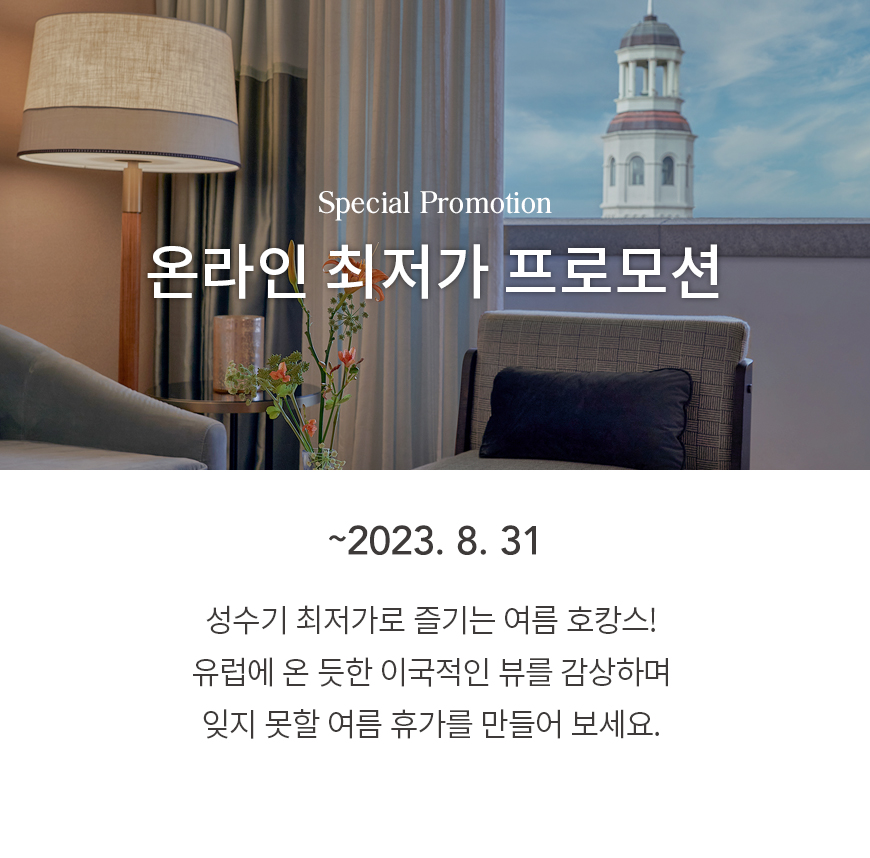 Special Promotion
온라인 최저가 프로모션
~2023. 8. 31
성수기 최저가로 즐기는 여름 호캉스!
유럽에 온 듯한 이국적인 뷰를 감상하며
잊지 못할 여름 휴가를 만들어 보세요.